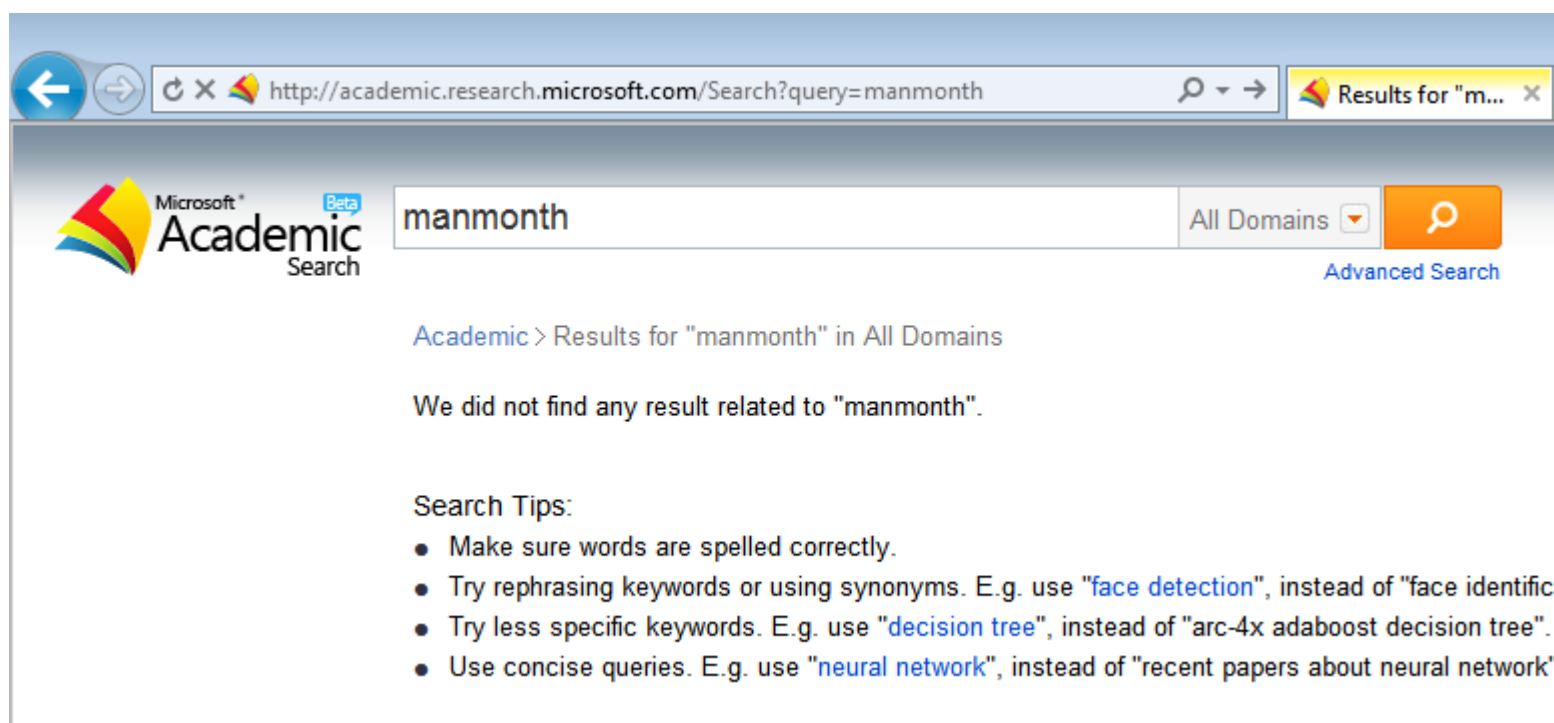 http://academic.research.microsoft.com/Search?query=manmonth
Results for "m...
Microsoft®
Beta
Academic
Search
manmonth
All Domains
Advanced Search
Academic > Results for "manmonth" in All Domains
We did not find any result related to "manmonth".
Search Tips:
• Make sure words are spelled correctly.
• Try rephrasing keywords or using synonyms. E.g. use "face detection", instead of "face identific
• Try less specific keywords. E.g. use "decision tree", instead of "arc-4x adaboost decision tree".
• Use concise queries. E.g. use "neural network", instead of "recent papers about neural network"